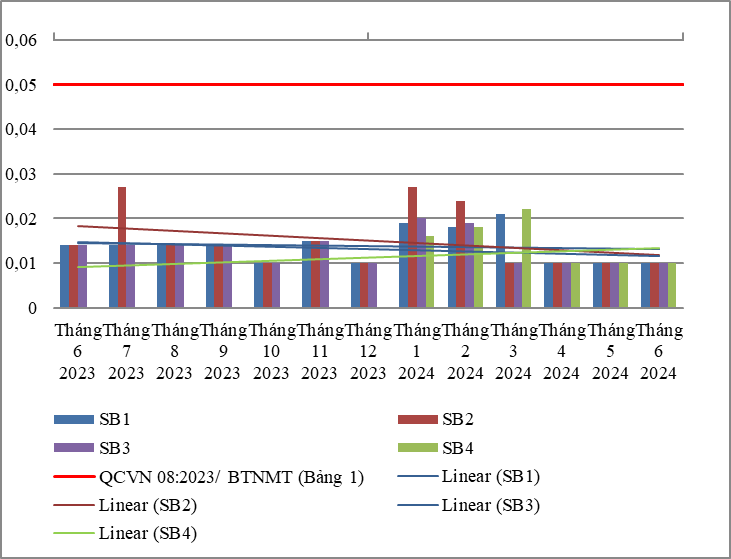 0,06
0,05
0,04
0,03
0,02
0,01
0
Tháng Tháng Tháng Tháng Tháng Tháng Tháng Tháng Tháng Tháng Tháng Tháng Tháng
6 7 8 9 10 11 12 1 2 3 4 5 6
2023 2023 2023 2023 2023 2023 2023 2024 2024 2024 2024 2024 2024
SB1 SB2
SB3 SB4
QCVN 08:2023/ BTNMT (Bảng 1) Linear (SB1)
Linear (SB2) Linear (SB3)
Linear (SB4)